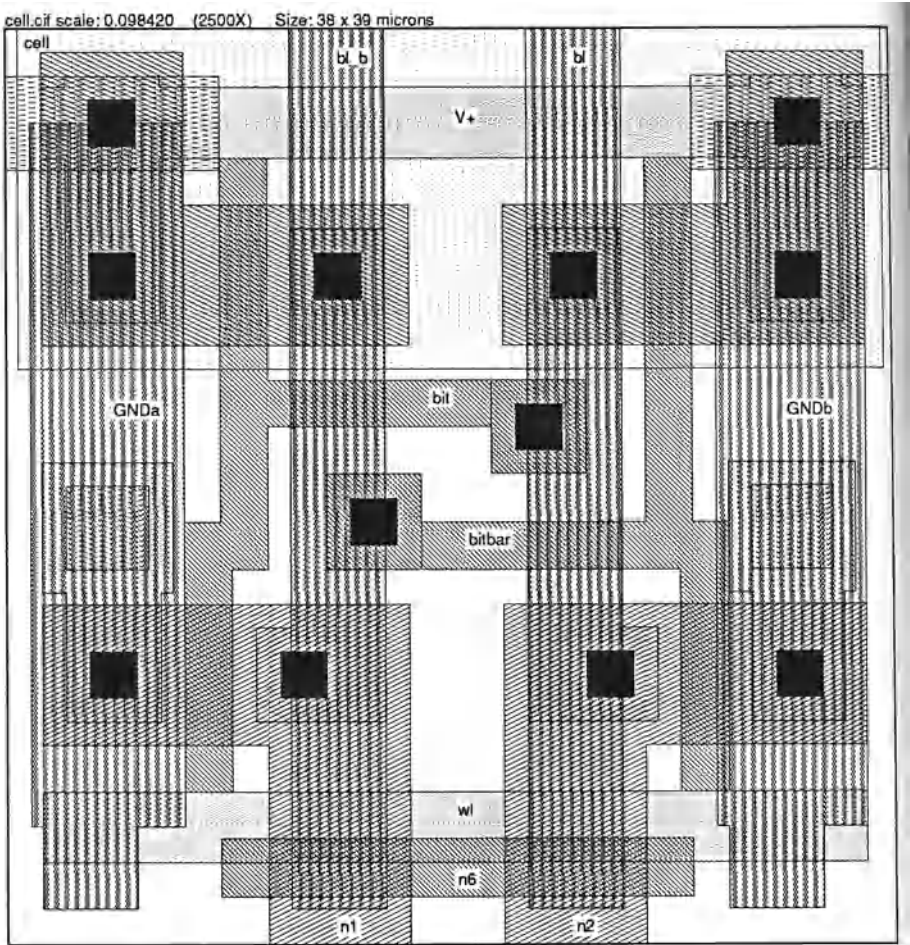 cell.cif scale: 0.098420 (2500X) Size: 38 x 39 microns
cell
bl_b
bl
V+
bit
GNDa
GNDb
bitbar
wl
n6
n1
n2